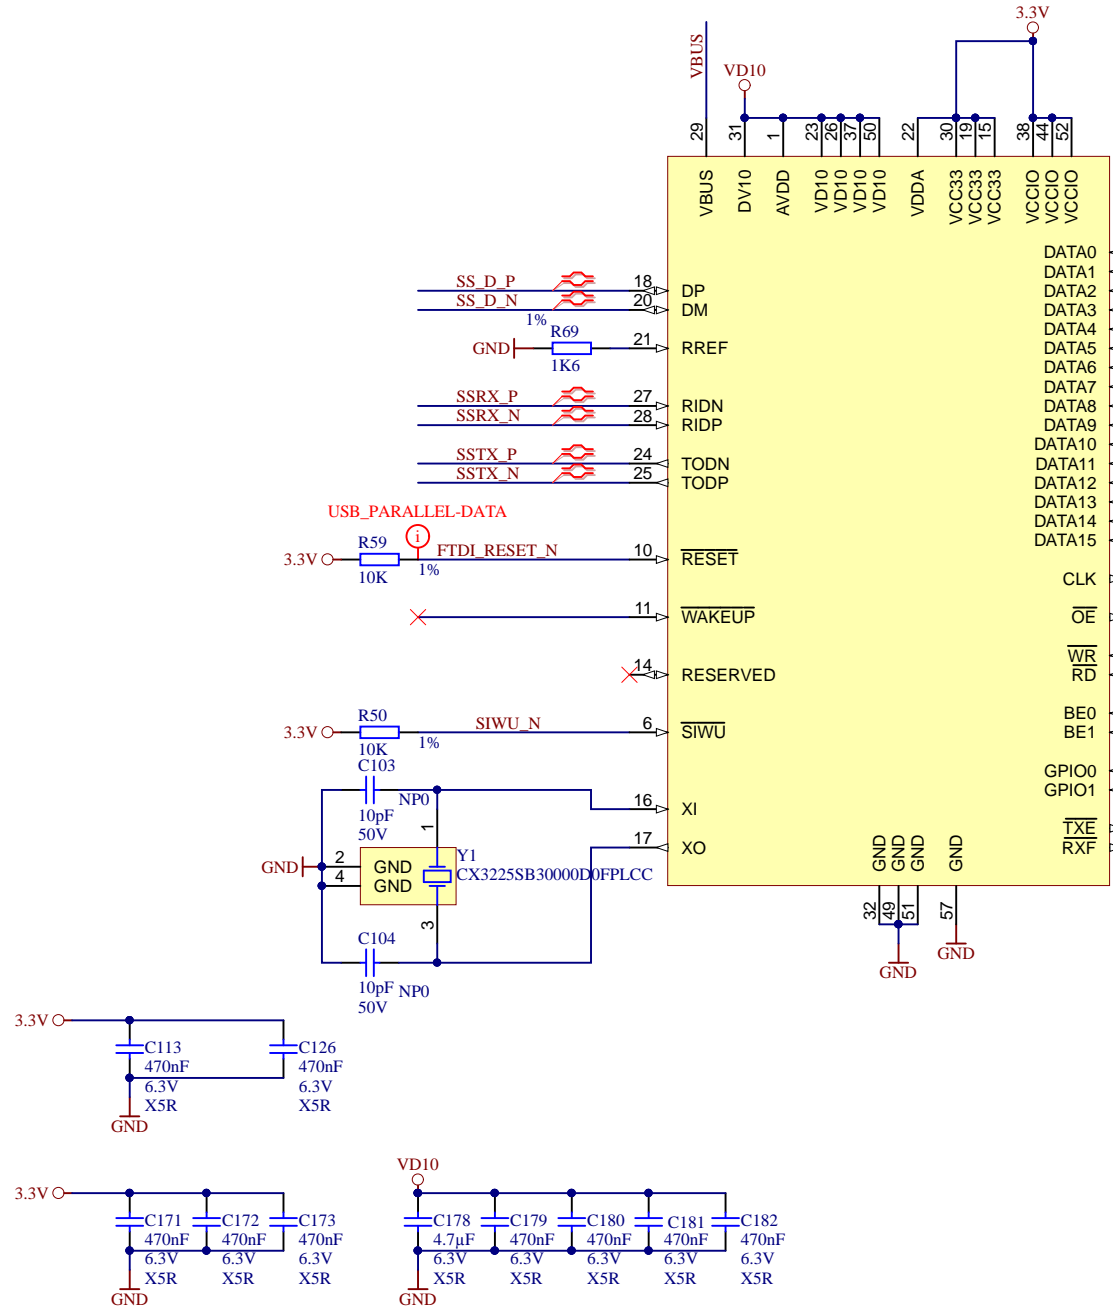 3.3V
VBUS
VD10
29
31
1
23
26
37
50
22
30
19
15
38
44
52
VBUS
DV10
AVDD
VD10
VD10
VD10
VD10
VDDA
VCC33
VCC33
VCC33
VCCIO
VCCIO
VCCIO
SS_D_P
18
DP
SS_D_N
20
DM
1%
R69
GND
1K6
21
RREF
SSRX_P
27
RIDN
SSRX_N
28
RIDP
SSTX_P
24
TODN
SSTX_N
25
TODP
USB_PARALLEL-DATA
i
3.3V
R59
10K
1%
FTDI_RESET_N
10
RESET
11
WAKEUP
14
RESERVED
3.3V
R50
10K
1%
SIWU_N
6
SIWU
C103
NP0
10pF
50V
16
XI
17
XO
GND
2
4
GND
GND
1
3
Y1
CX3225SB30000D0FPLCC
C104
10pF
NP0
50V
DATA0
DATA1
DATA2
DATA3
DATA4
DATA5
DATA6
DATA7
DATA8
DATA9
DATA10
DATA11
DATA12
DATA13
DATA14
DATA15
CLK
OE
WR
RD
BE0
BE1
GPIO0
GPIO1
TXE
RXF
GND
GND
GND
GND
32
49
51
57
GND
GND
3.3V
C113
470nF
6.3V
X5R
C126
470nF
6.3V
X5R
GND
3.3V
C171
470nF
6.3V
X5R
C172
470nF
6.3V
X5R
C173
470nF
6.3V
X5R
GND
VD10
C178
4.7µF
6.3V
X5R
C179
470nF
6.3V
X5R
C180
470nF
6.3V
X5R
C181
470nF
6.3V
X5R
C182
470nF
6.3V
X5R
GND